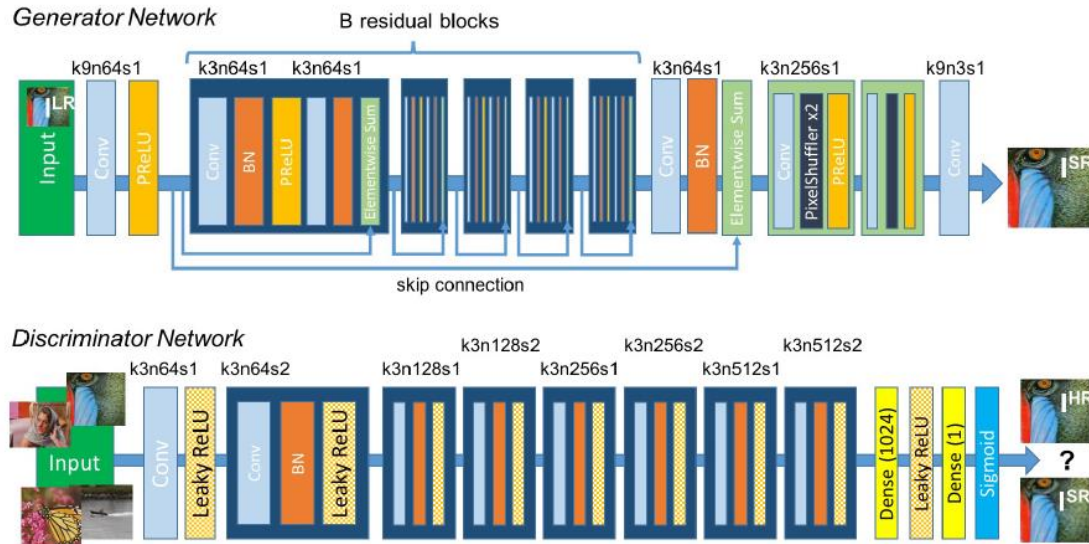 Generator Network
B residual blocks
k9n64s1
k3n64s1
k3n64s1
k3n64s1
k3n256s1
k9n3s1
Input
I^LR
Conv
PReLU
Conv
BN
PReLU
Elementwise Sum
Conv
BN
Elementwise Sum
Conv
PixelShuffler x2
PReLU
Conv
I^SR
skip connection
Discriminator Network
k3n64s1
k3n64s2
k3n128s1
k3n128s2
k3n256s1
k3n256s2
k3n512s1
k3n512s2
Input
Conv
Leaky ReLU
Conv
BN
Leaky ReLU
Dense (1024)
Leaky ReLU
Dense (1)
Sigmoid
I^HR
?
I^SR